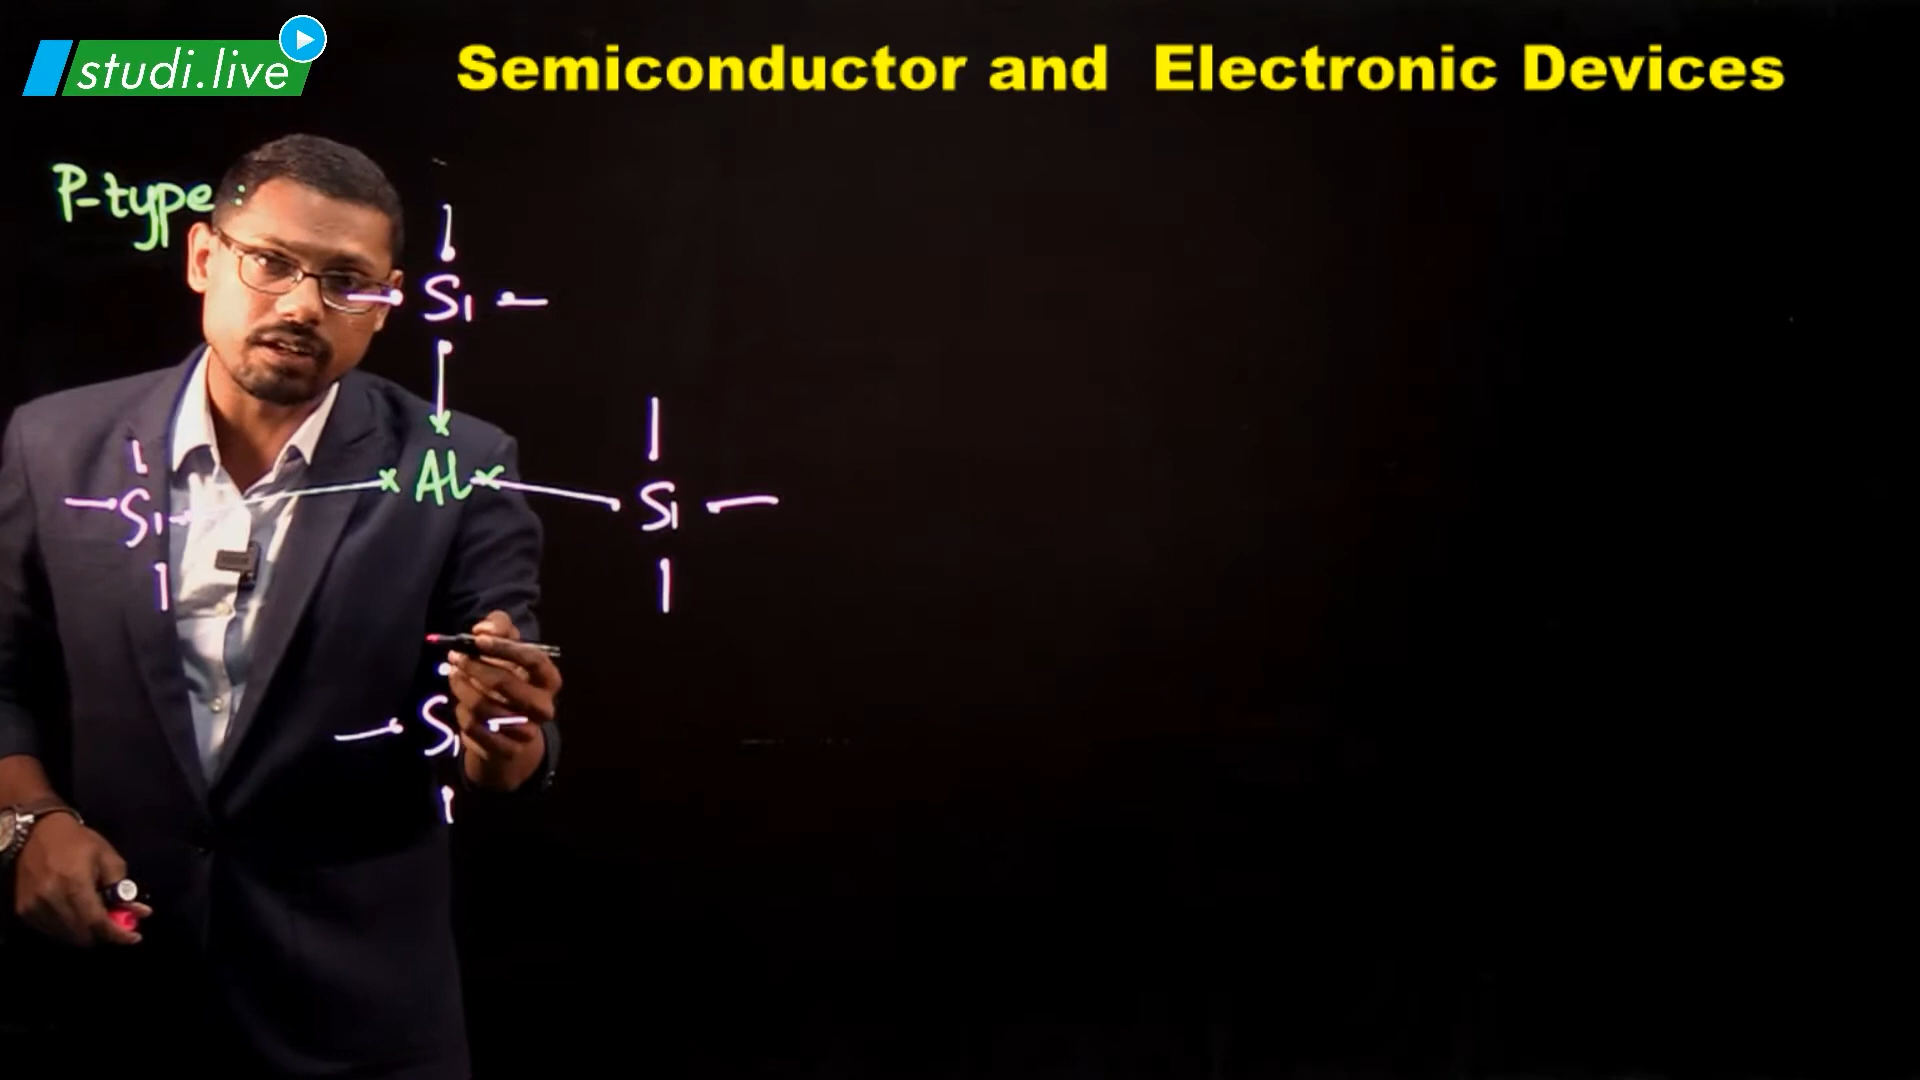 studi.live
Semiconductor and Electronic Devices
P-type:
Si
Al
Si
Si
Si